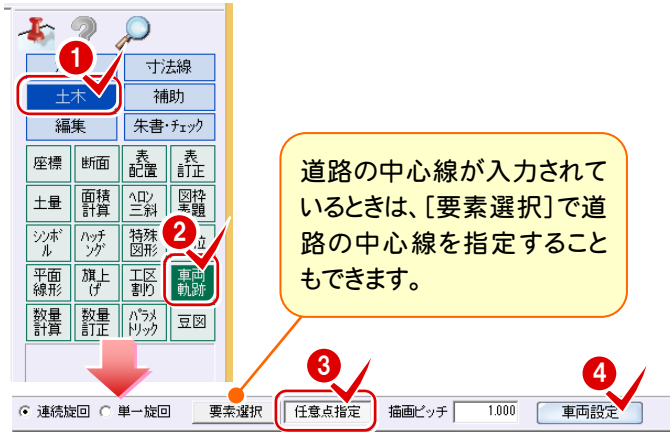 1
寸法線
土木
補助
編集
朱書・チェック
座標
断面
表
配置
表
訂正
土量
面積
計算
ヘロン
三斜
図枠
表題
シンボ
ル
ハッチ
ング
特殊
図形
2
平面
線形
旗上
げ
工区
割り
車両
軌跡
数量
計算
数量
訂正
パラメ
トリック
豆図
道路の中心線が入力されて
いるときは、[要素選択]で道
路の中心線を指定すること
もできます。
3
4
連続旋回
単一旋回
要素選択
任意点指定
描画ピッチ
1.000
車両設定